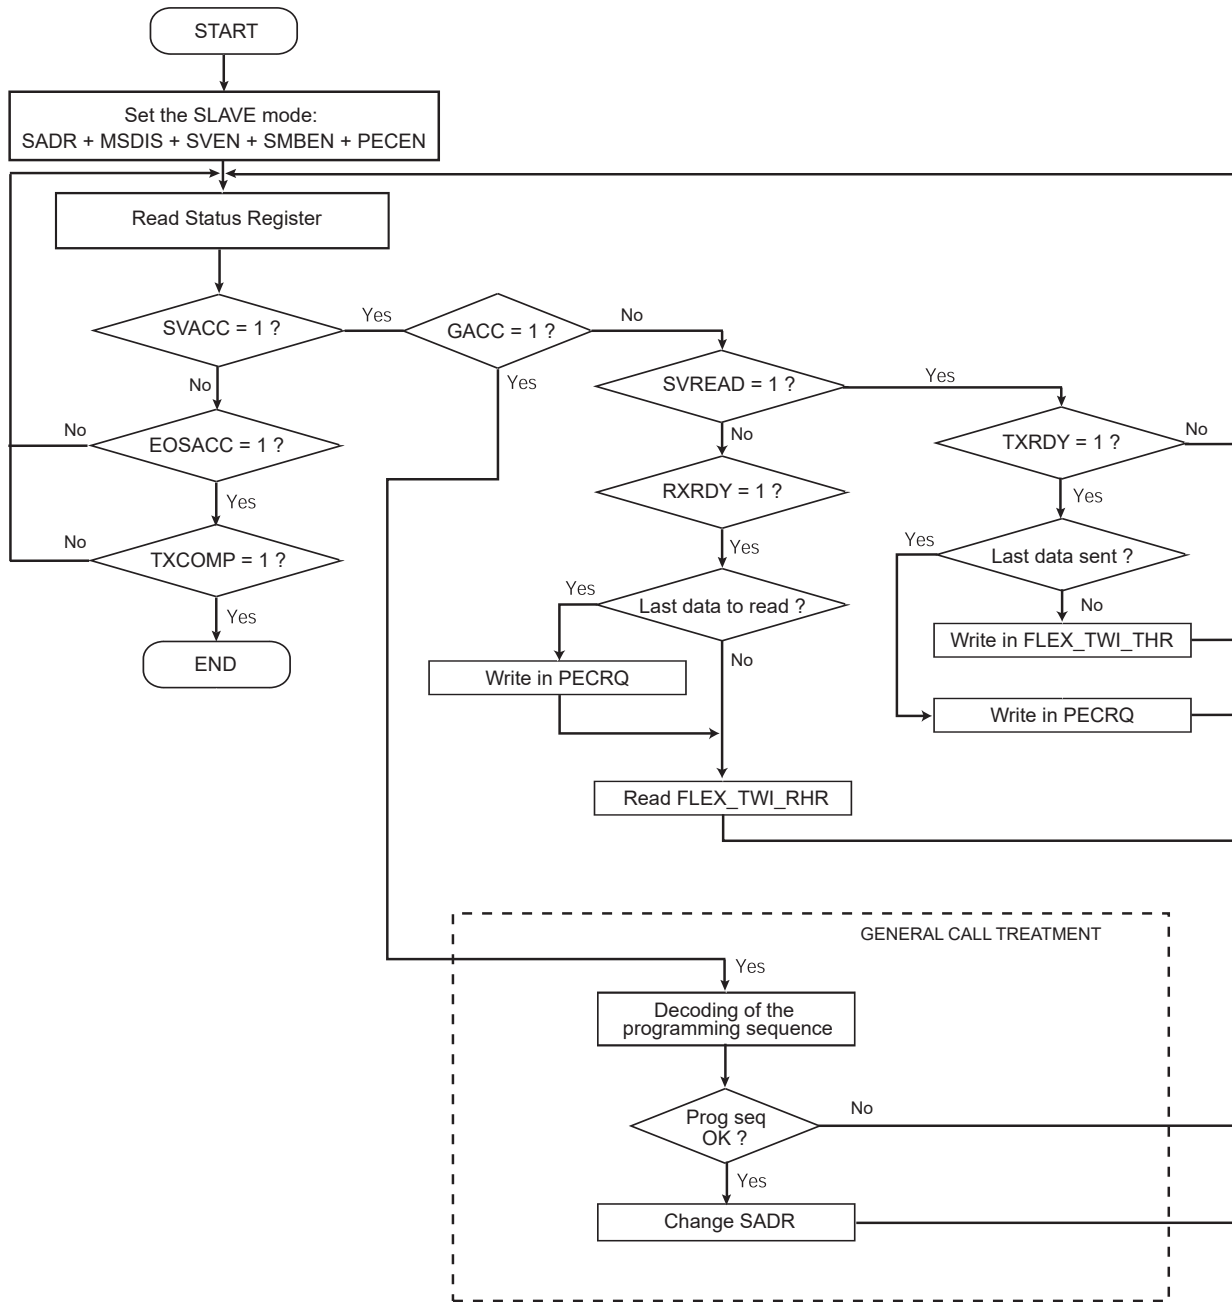 START
Set the SLAVE mode:
SADR + MSDIS + SVEN + SMBEN + PECEN
Read Status Register
SVACC = 1 ?
Yes
GACC = 1 ?
No
No
Yes
SVREAD = 1 ?
Yes
No
EOSACC = 1 ?
No
TXRDY = 1 ?
No
Yes
RXRDY = 1 ?
Yes
No
TXCOMP = 1 ?
Yes
Yes
Last data sent ?
Yes
Last data to read ?
No
Yes
Write in FLEX_TWI_THR
END
No
Write in PECRQ
Write in PECRQ
Read FLEX_TWI_RHR
GENERAL CALL TREATMENT
Yes
Decoding of the
programming sequence
Prog seq
OK ?
No
Yes
Change SADR